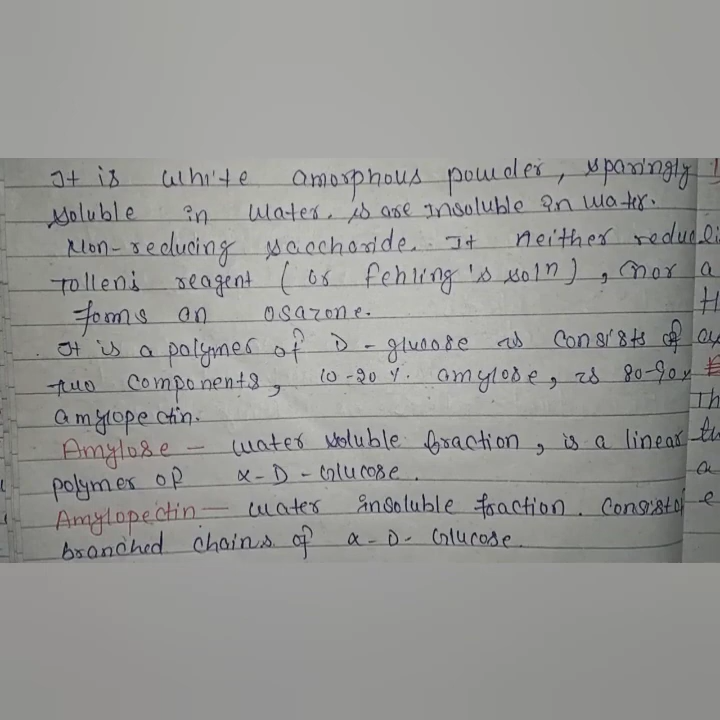 It is white amorphous powder, sparingly
soluble in water. is are insoluble in water.
Non-reducing saccharide. It neither reduce
Tollen's reagent (or Fehling's soln), nor a
forms an osazone. H
It is a polymer of D-glucose is consists of
two components, 10-20 %. amylose, is 80-90%
amylopectin. Th
Amylose - water soluble fraction, is a linear
polymer of α-D-Glucose. a
Amylopectin - water insoluble fraction. Consist of e
branched chains of α-D-Glucose.